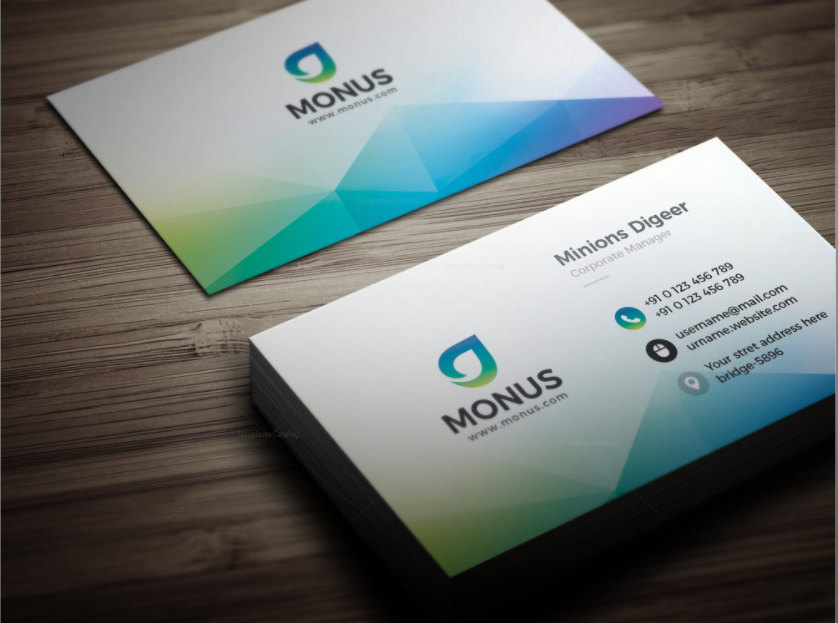 MONUS
www.monus.com
Minions Digeer
Corporate Manager
+91 0 123 456 789
+91 0 123 456 789
username@mail.com
urname.website.com
Your stret address here
bridge-5896
MONUS
www.monus.com